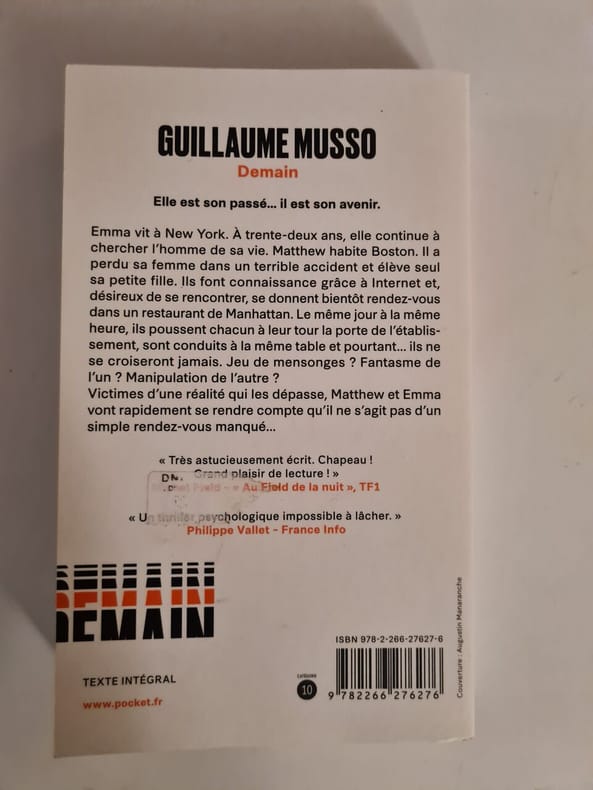 GUILLAUME MUSSO
Demain
Elle est son passé... il est son avenir.
Emma vit à New York. À trente-deux ans, elle continue à
chercher l'homme de sa vie. Matthew habite Boston. Il a
perdu sa femme dans un terrible accident et élève seul
sa petite fille. Ils font connaissance grâce à Internet et,
désireux de se rencontrer, se donnent bientôt rendez-vous
dans un restaurant de Manhattan. Le même jour à la même
heure, ils poussent chacun à leur tour la porte de l'établis-
sement, sont conduits à la même table et pourtant... ils ne
se croiseront jamais. Jeu de mensonges ? Fantasme de
l'un ? Manipulation de l'autre ?
Victimes d'une réalité qui les dépasse, Matthew et Emma
vont rapidement se rendre compte qu'il ne s'agit pas d'un
simple rendez-vous manqué...
« Très astucieusement écrit. Chapeau !
Grand plaisir de lecture ! »
Field - « Au Field de la nuit », TF1
« Un thriller psychologique impossible à lâcher. »
Philippe Vallet - France Info
DEMAIN
TEXTE INTÉGRAL
www.pocket.fr
CATÉGORIE
10
ISBN 978-2-266-27627-6
9 782266 276276
Couverture : Augustin Manaranche